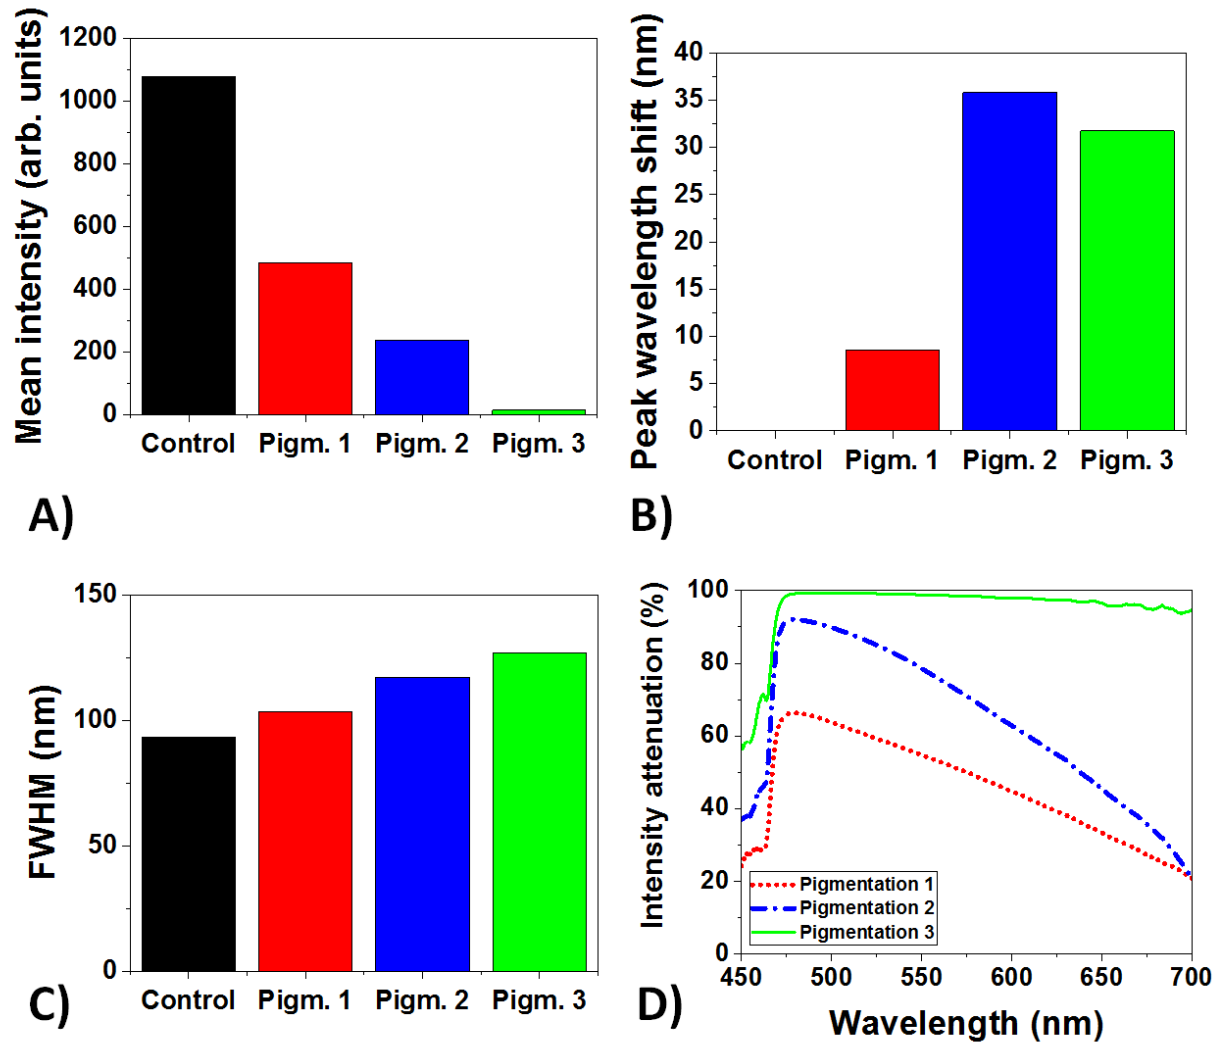 Mean intensity (arb. units)
1200
1000
800
600
400
200
0
Control Pigm. 1 Pigm. 2 Pigm. 3
A)
Peak wavelength shift (nm)
40
35
30
25
20
15
10
5
0
Control Pigm. 1 Pigm. 2 Pigm. 3
B)
FWHM (nm)
150
100
50
0
Control Pigm. 1 Pigm. 2 Pigm. 3
C)
Intensity attenuation (%)
100
80
60
40
20
0
Pigmentation 1
Pigmentation 2
Pigmentation 3
450 500 550 600 650 700
Wavelength (nm)
D)